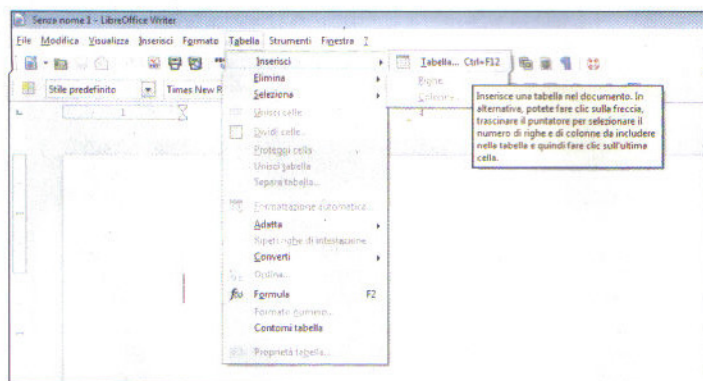 Senza nome 1 - LibreOffice Writer
File Modifica Visualizza Inserisci Formato Tabella Strumenti Finestra ?
Stile predefinito Times New R
1
Inserisci
Elimina
Seleziona
Unisci celle
Dividi celle...
Proteggi celle
Unisci tabella
Separa tabella...
Formattazione automatica...
Adatta
Ripeti righe di intestazione
Converti
Ordina...
Formula F2
Formato numero...
Contorni tabella
Proprietà tabella...
Tabella... Ctrl+F12
Righe...
Colonne...
Inserisce una tabella nel documento. In
alternative, potete fare clic sulla freccia,
trascinare il puntatore per selezionare il
numero di righe e di colonne da includere
nella tabella e quindi fare clic sull'ultima
cella.